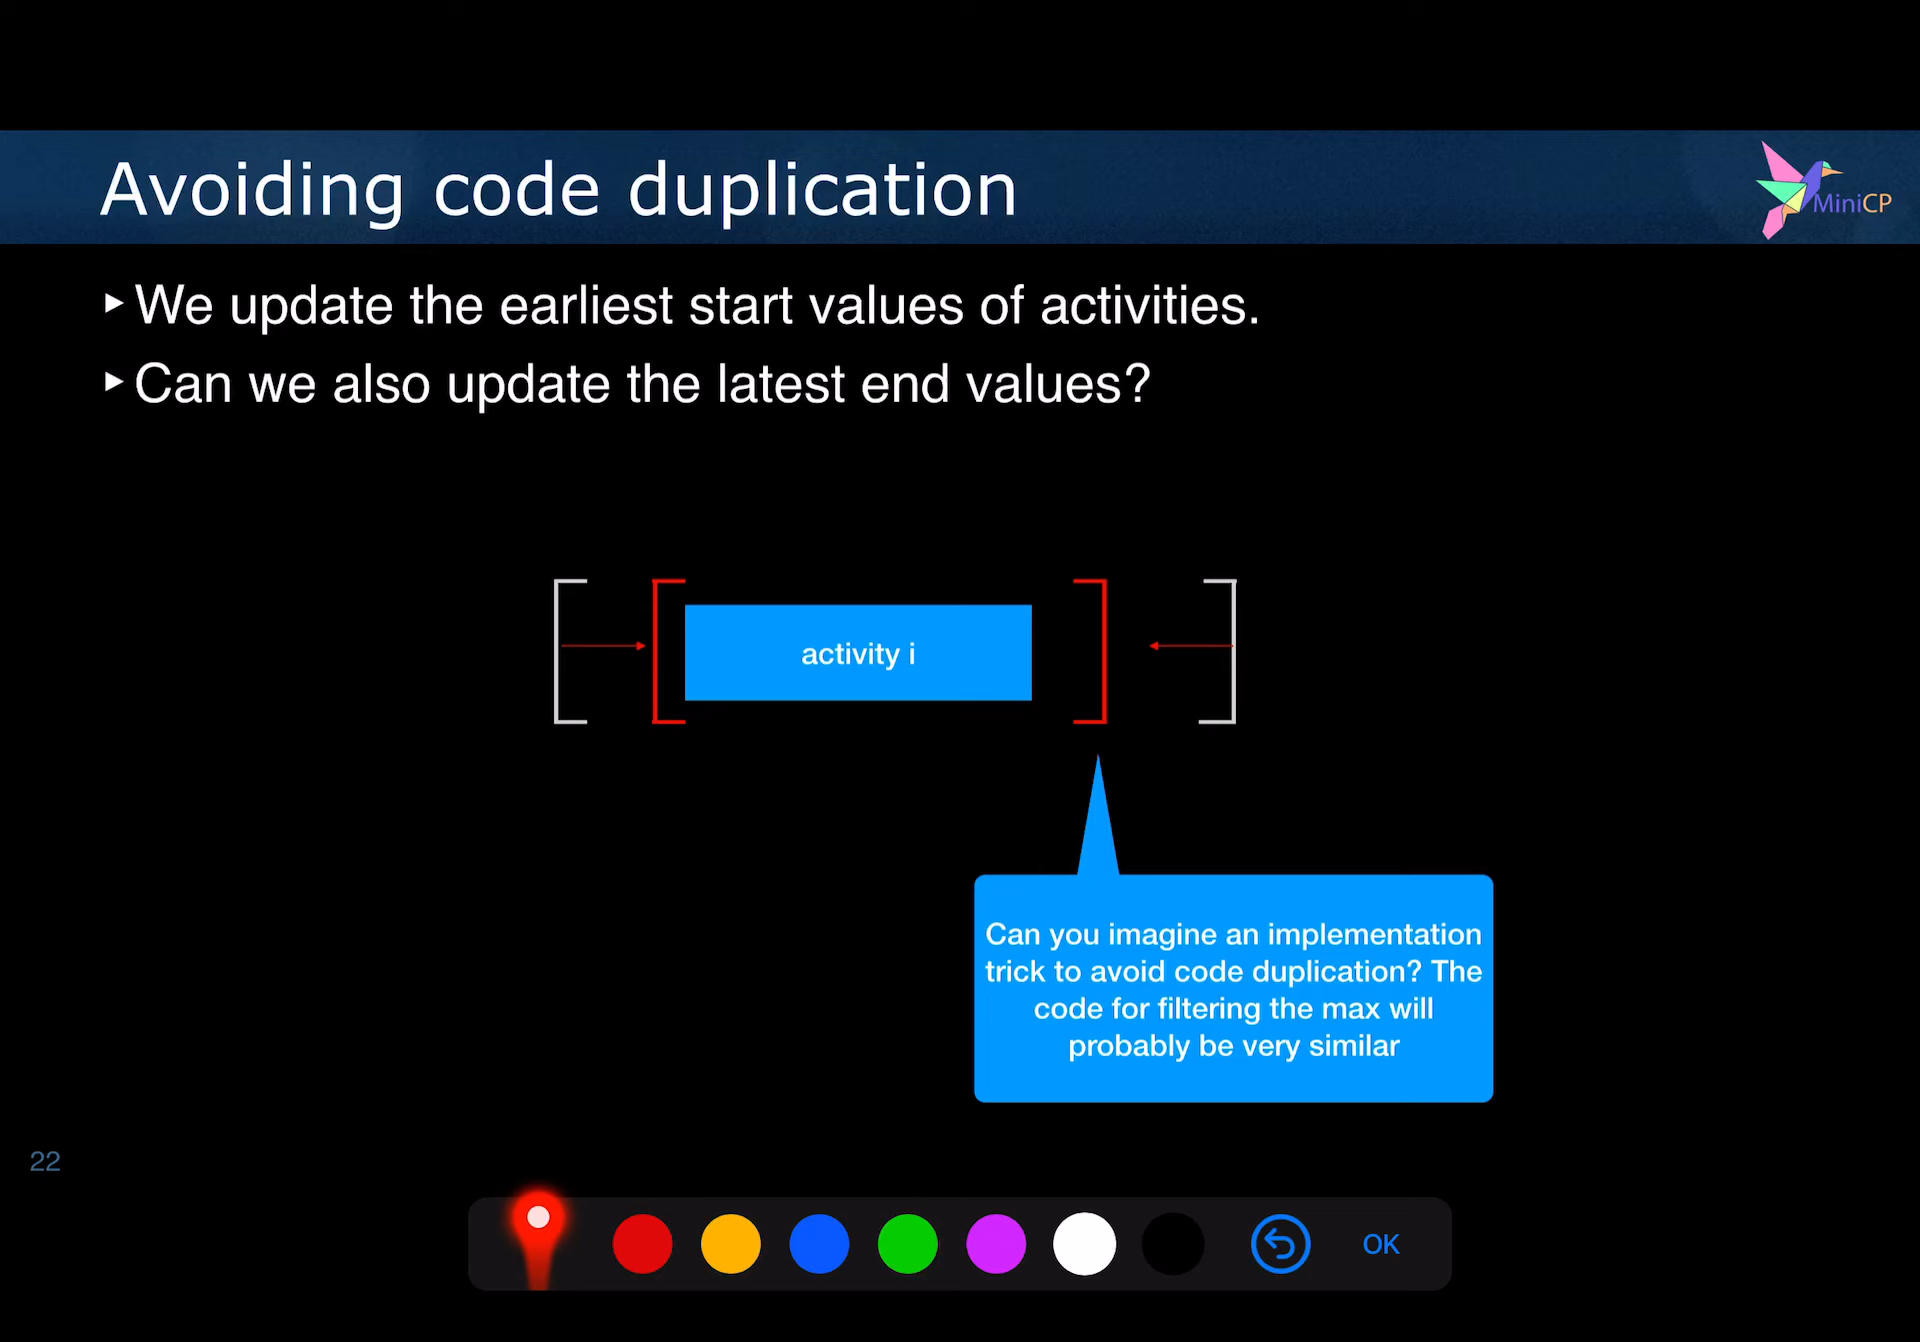 Avoiding code duplication
MiniCP
▸We update the earliest start values of activities.
▸Can we also update the latest end values?
activity i
Can you imagine an implementation
trick to avoid code duplication? The
code for filtering the max will
probably be very similar
22
OK